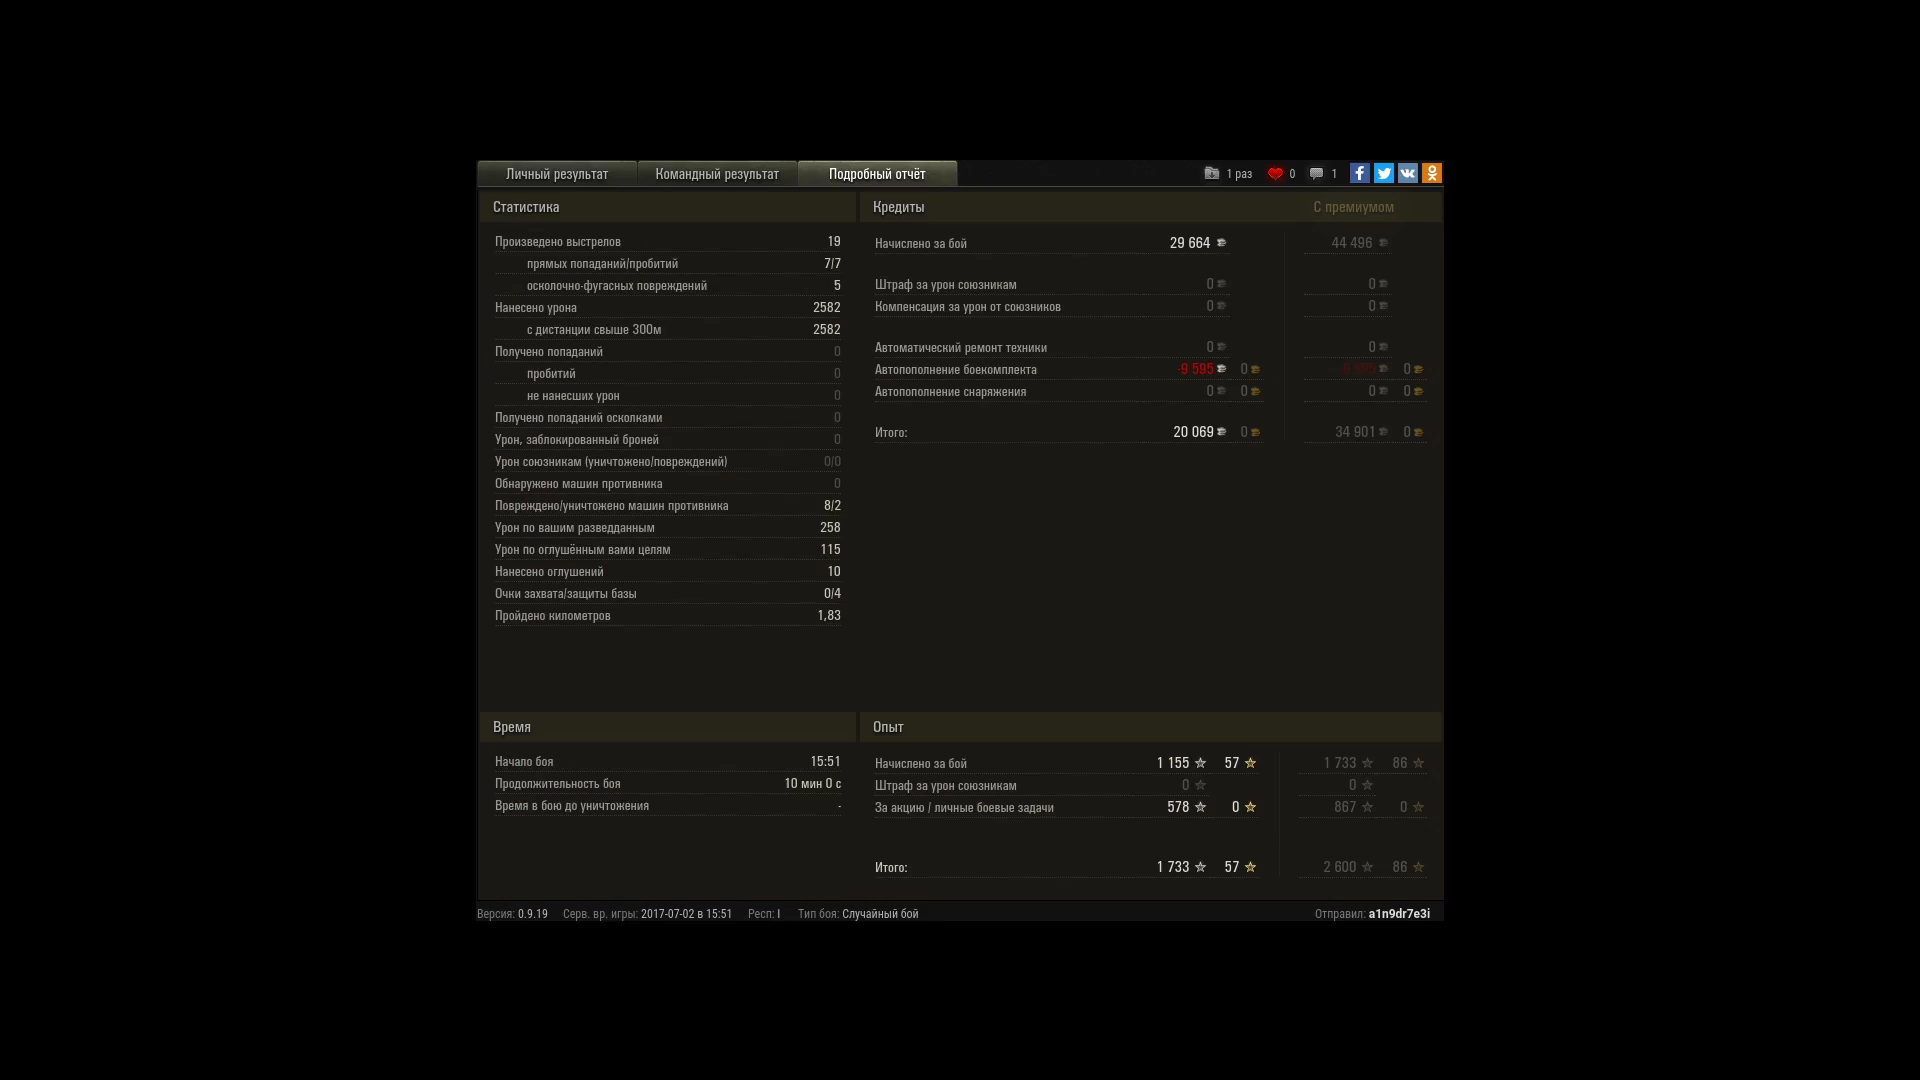 Личный результат Командный результат Подробный отчёт 1 раз 0 1
Статистика
Произведено выстрелов 19
прямых попаданий/пробитий 7/7
осколочно-фугасных повреждений 5
Нанесено урона 2582
с дистанции свыше 300м 2582
Получено попаданий 0
пробитий 0
не нанесших урон 0
Получено попаданий осколками 0
Урон, заблокированный броней 0
Урон союзникам (уничтожено/повреждений) 0/0
Обнаружено машин противника 0
Повреждено/уничтожено машин противника 8/2
Урон по вашим разведданным 258
Урон по оглушённым вами целям 115
Нанесено оглушений 10
Очки захвата/защиты базы 0/4
Пройдено километров 1,83
Кредиты С премиумом
Начислено за бой 29 664 44 496
Штраф за урон союзникам 0 0
Компенсация за урон от союзников 0 0
Автоматический ремонт техники 0 0
Автопополнение боекомплекта -9 595 0 0
Автопополнение снаряжения 0 0 0 0
Итого: 20 069 0 34 901 0
Время
Начало боя 15:51
Продолжительность боя 10 мин 0 с
Время в бою до уничтожения -
Опыт
Начислено за бой 1 155 57 1 733 86
Штраф за урон союзникам 0 0
За акцию / личные боевые задачи 578 0 867 0
Итого: 1 733 57 2 600 86
Версия: 0.9.19 Серв. вр. игры: 2017-07-02 в 15:51 Респ: I Тип боя: Случайный бой Отправил: a1n9dr7e3i